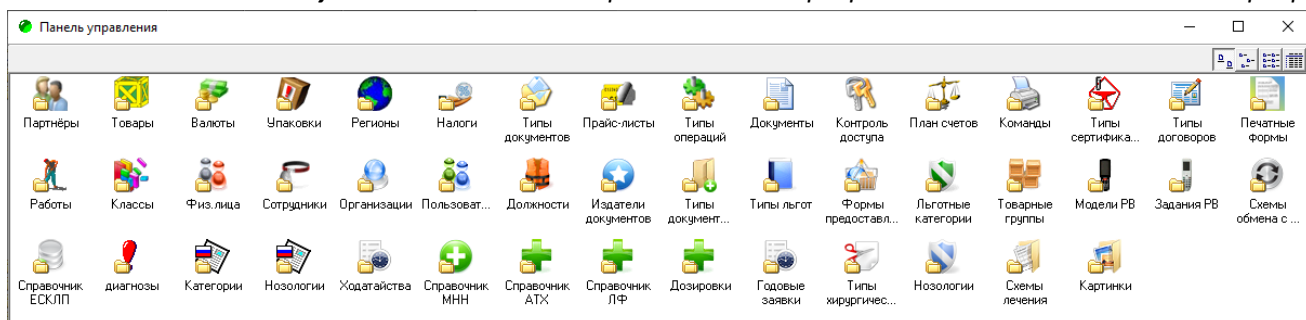 Панель управления
Партнёры Товары Валюты Упаковки Регионы Налоги Типы документов Прайс-листы Типы операций Документы Контроль доступа План счетов Команды Типы сертифика... Типы договоров Печатные формы
Работы Классы Физ.лица Сотрудники Организации Пользоват... Должности Издатели документов Типы документ... Типы льгот Формы предоставл... Льготные категории Товарные группы Модели РВ Задания РВ Схемы обмена с ...
Справочник ЕСКЛП диагнозы Категории Нозологии Ходатайства Справочник МНН Справочник АТХ Справочник ЛФ Дозировки Годовые заявки Типы хирургичес... Нозологии Схемы лечения Картинки